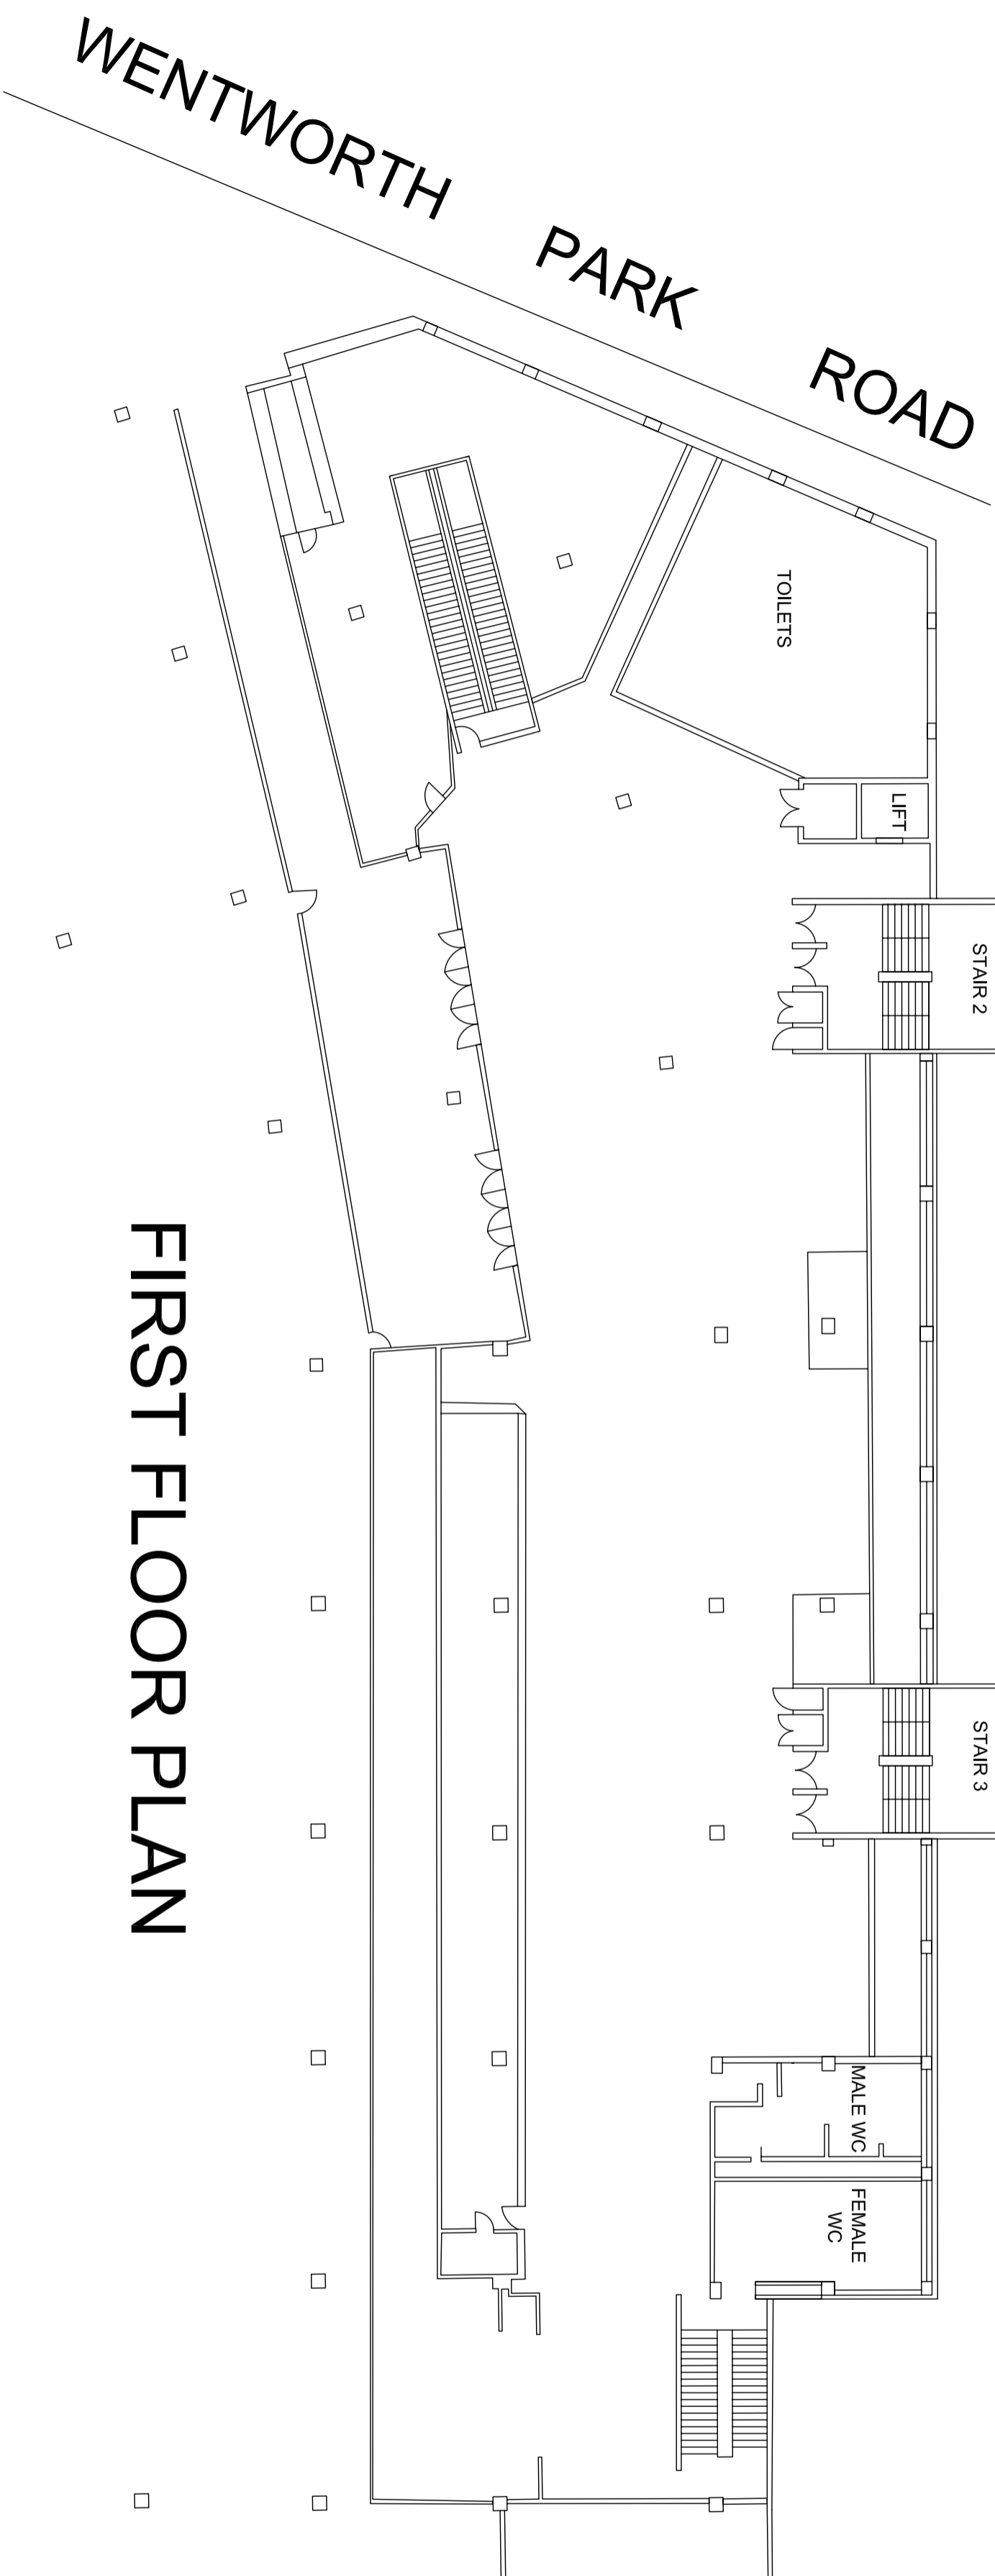 WENTWORTH PARK ROAD
TOILETS
LIFT
STAIR 2
FIRST FLOOR PLAN
STAIR 3
MALE WC
FEMALE
WC